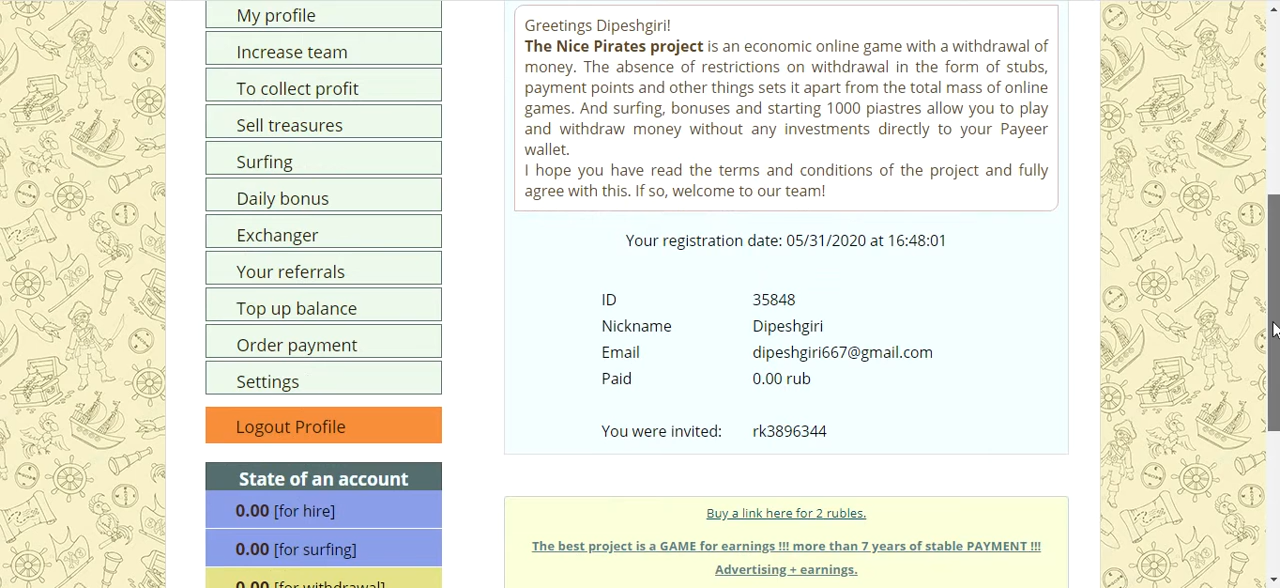 My profile
Increase team
To collect profit
Sell treasures
Surfing
Daily bonus
Exchanger
Your referrals
Top up balance
Order payment
Settings
Logout Profile
State of an account
0.00 [for hire]
0.00 [for surfing]
0.00 [for withdrawal]
Greetings Dipeshgiri!
The Nice Pirates project is an economic online game with a withdrawal of
money. The absence of restrictions on withdrawal in the form of stubs,
payment points and other things sets it apart from the total mass of online
games. And surfing, bonuses and starting 1000 piastres allow you to play
and withdraw money without any investments directly to your Payeer
wallet.
I hope you have read the terms and conditions of the project and fully
agree with this. If so, welcome to our team!
Your registration date: 05/31/2020 at 16:48:01
ID 35848
Nickname Dipeshgiri
Email dipeshgiri667@gmail.com
Paid 0.00 rub
You were invited: rk3896344
Buy a link here for 2 rubles.
The best project is a GAME for earnings !!! more than 7 years of stable PAYMENT !!!
Advertising + earnings.